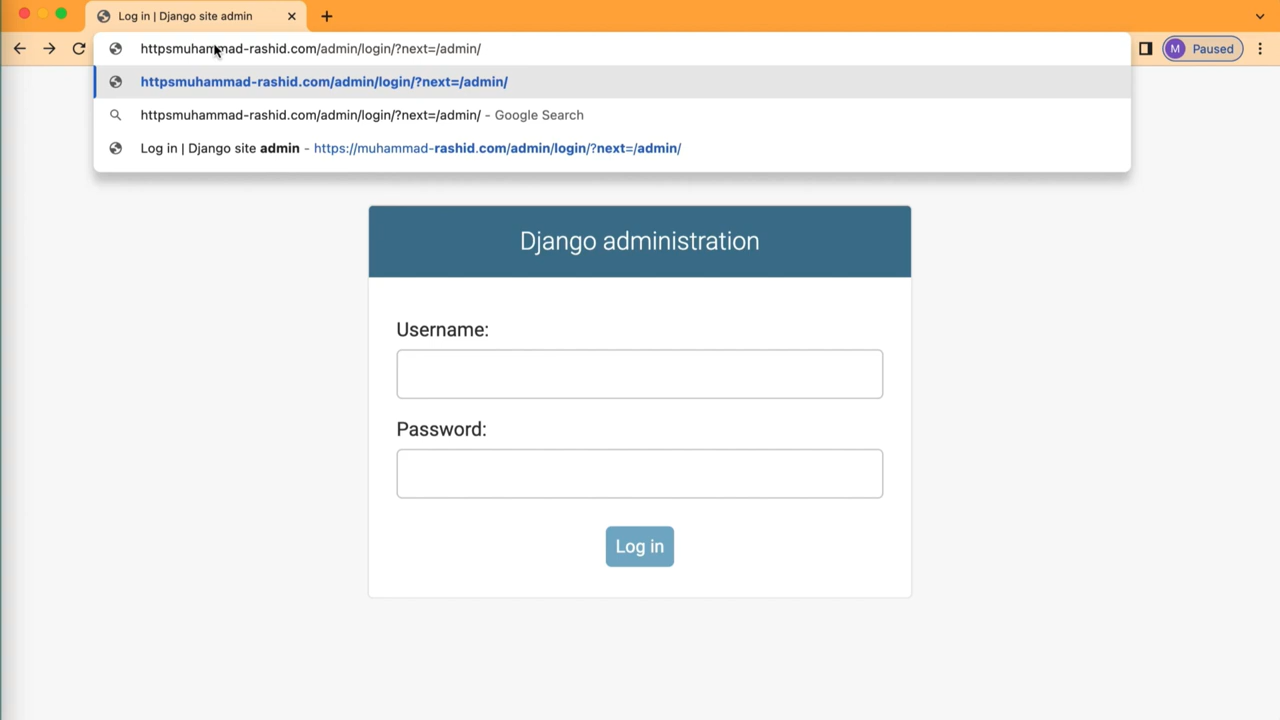 Log in | Django site admin
httpsmuhammad-rashid.com/admin/login/?next=/admin/
M Paused
httpsmuhammad-rashid.com/admin/login/?next=/admin/
httpsmuhammad-rashid.com/admin/login/?next=/admin/ - Google Search
Log in | Django site admin - https://muhammad-rashid.com/admin/login/?next=/admin/
Django administration
Username:
Password:
Log in